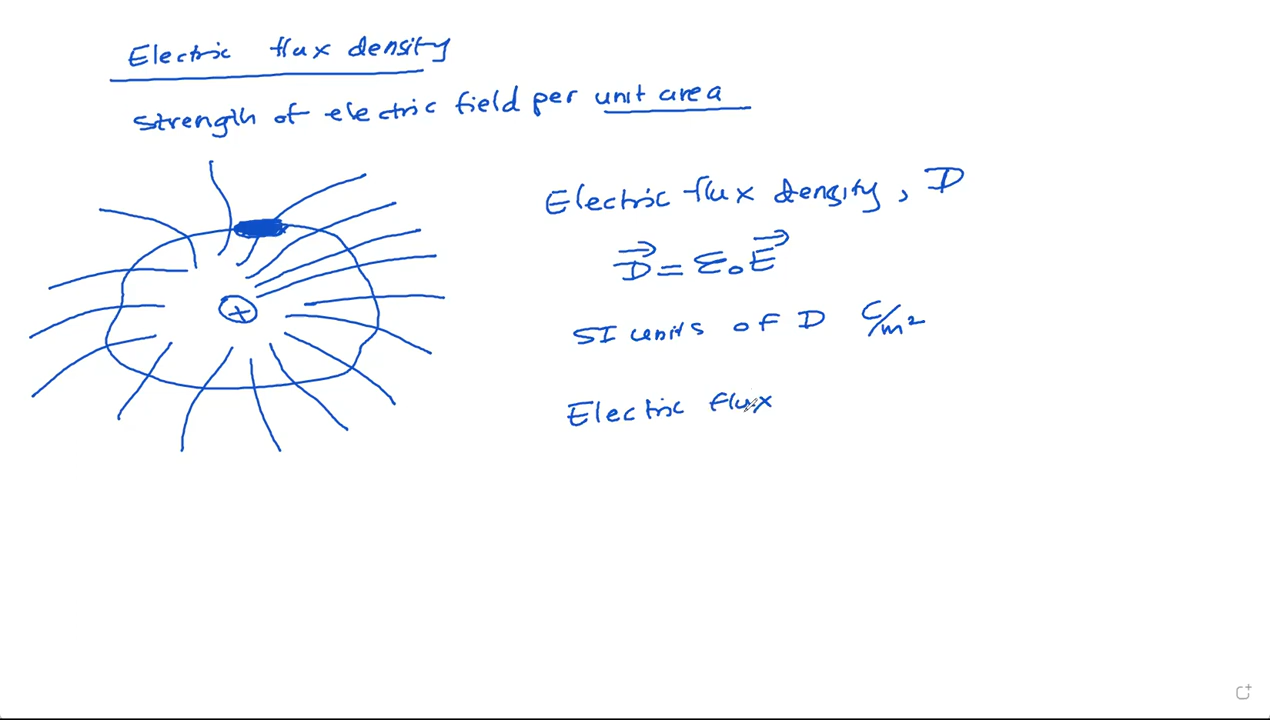 Electric flux density
strength of electric field per unit area
Electric flux density, D
D⃗ = ε₀E⃗
SI units of D C/m²
+
Electric flux